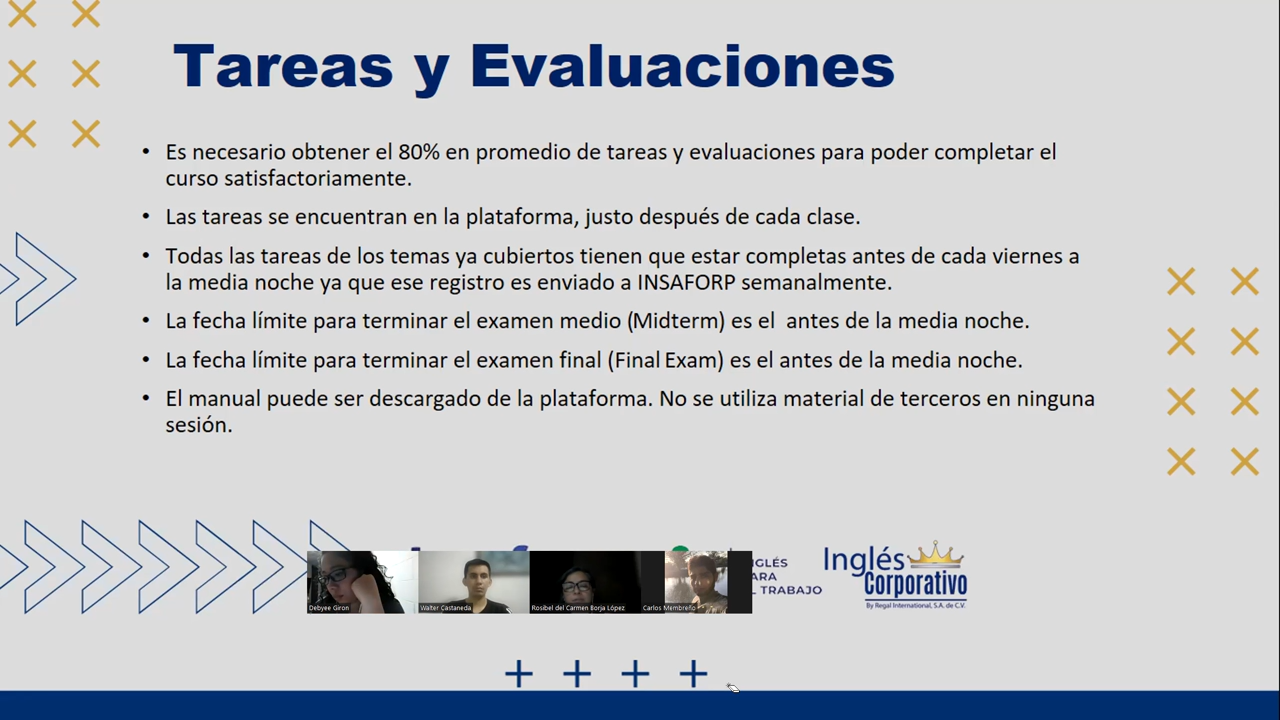 Tareas y Evaluaciones
• Es necesario obtener el 80% en promedio de tareas y evaluaciones para poder completar el
curso satisfactoriamente.
• Las tareas se encuentran en la plataforma, justo después de cada clase.
• Todas las tareas de los temas ya cubiertos tienen que estar completas antes de cada viernes a
la media noche ya que ese registro es enviado a INSAFORP semanalmente.
• La fecha límite para terminar el examen medio (Midterm) es el  antes de la media noche.
• La fecha límite para terminar el examen final (Final Exam) es el antes de la media noche.
• El manual puede ser descargado de la plataforma. No se utiliza material de terceros en ninguna
sesión.
Debyee Giron
Walter Castaneda
Rosibel del Carmen Borja López
Carlos Membreño
NGLÉS
ARA
L TRABAJO
Inglés
Corporativo
By Regal International, S.A. de C.V.